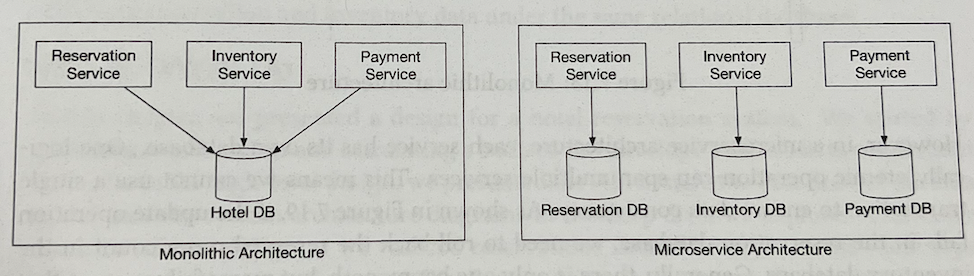 Reservation Service
Inventory Service
Payment Service
Hotel DB
Monolithic Architecture
Reservation Service
Inventory Service
Payment Service
Reservation DB
Inventory DB
Payment DB
Microservice Architecture